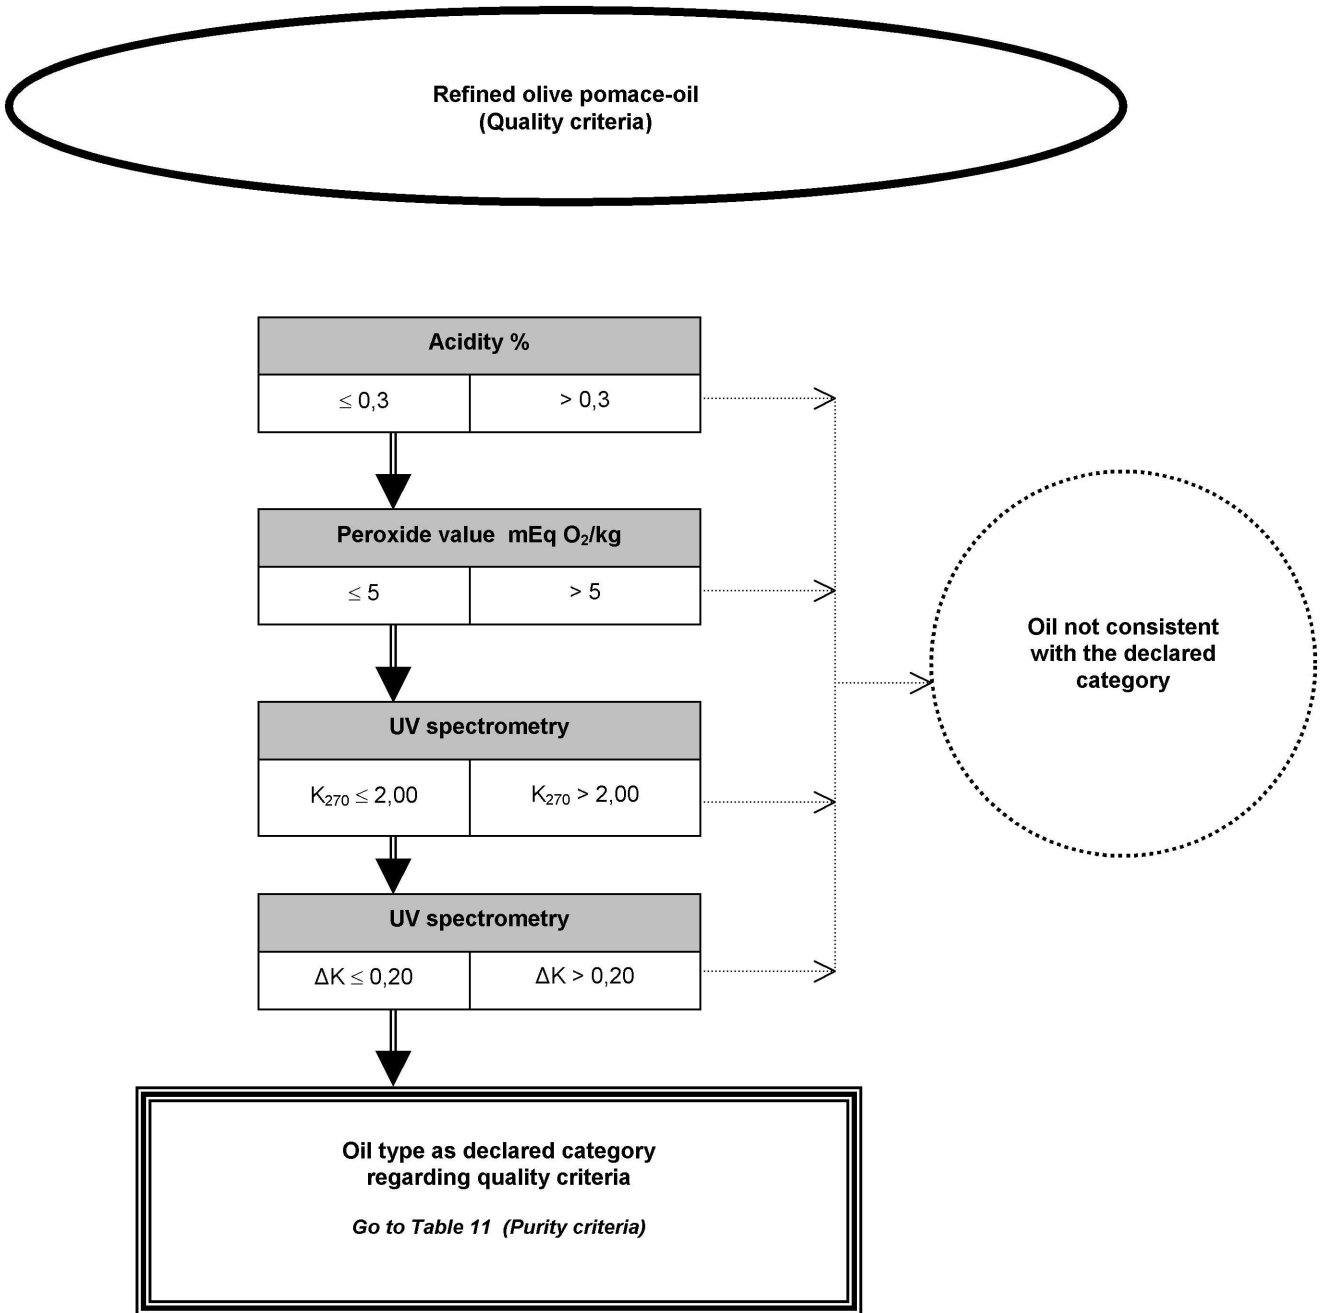 Refined olive pomace-oil
(Quality criteria)
Acidity %
≤ 0,3
> 0,3
Peroxide value  mEq O₂/kg
≤ 5
> 5
UV spectrometry
K₂₇₀ ≤ 2,00
K₂₇₀ > 2,00
UV spectrometry
ΔK ≤ 0,20
ΔK > 0,20
Oil not consistent
with the declared
category
Oil type as declared category
regarding quality criteria
Go to Table 11  (Purity criteria)